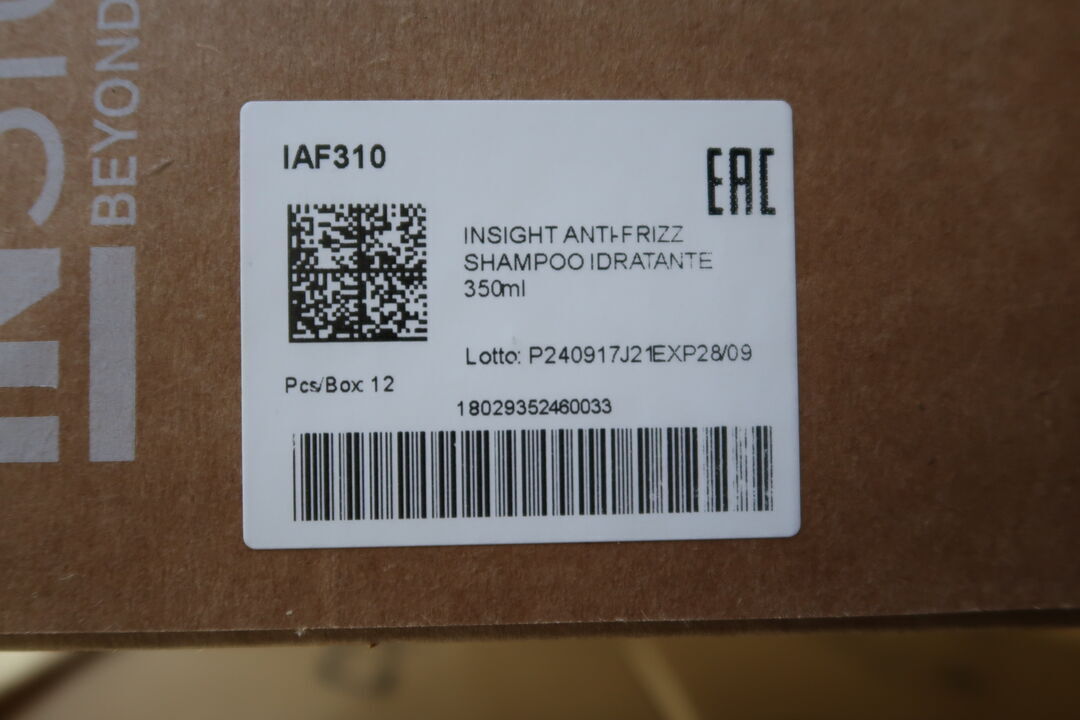 BEYOND
IAF310
EAC
INSIGHT ANTI-FRIZZ
SHAMPOO IDRATANTE
350ml
Lotto: P240917J21EXP28/09
Pcs/Box 12
18029352460033